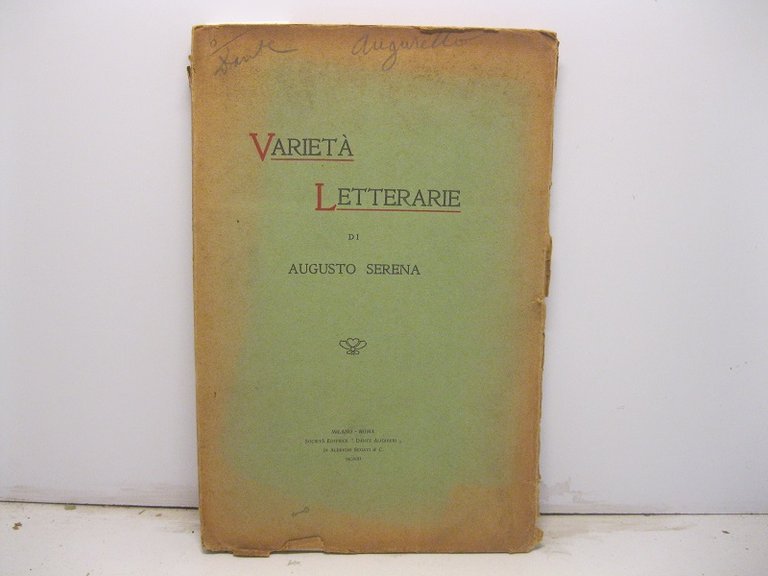 Dante Augurello
VARIETÀ
LETTERARIE
DI
AUGUSTO SERENA
MILANO - ROMA
SOCIETÀ EDITRICE "DANTE ALIGHIERI„
DI ALBRIGHI SEGATI & C.